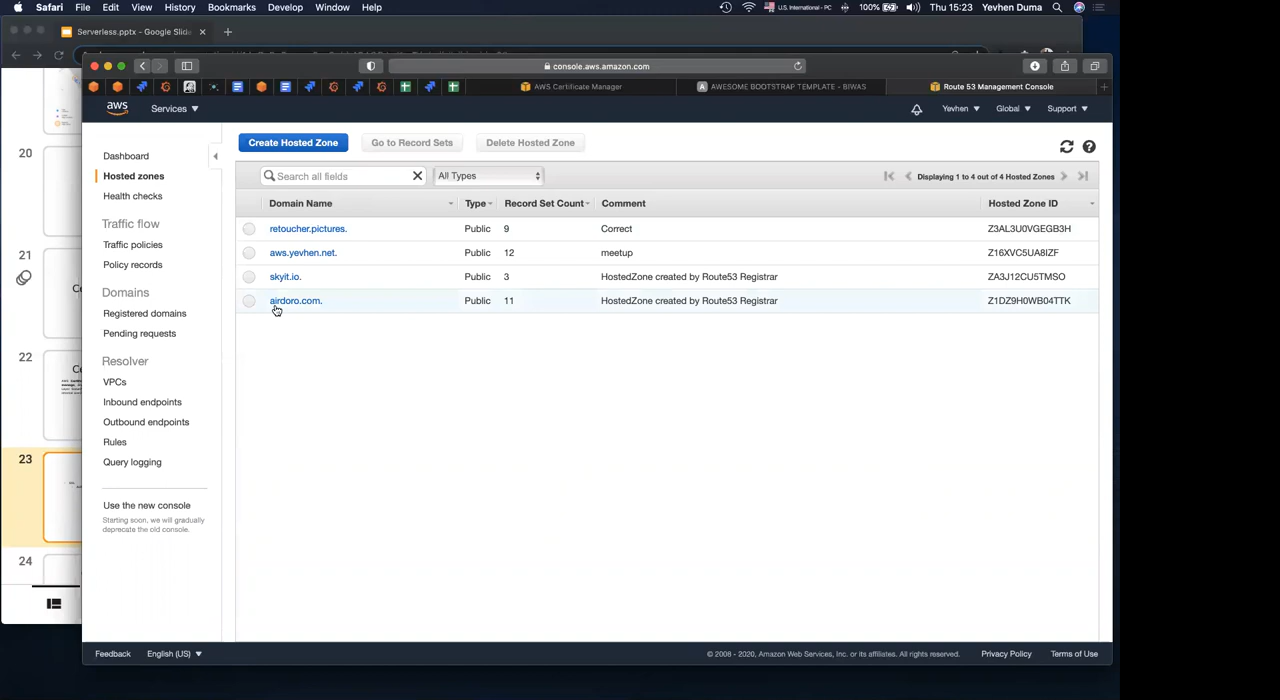 Safari File Edit View History Bookmarks Develop Window Help
U.S. International - PC 100% Thu 15:23 Yevhen Duma
Serverless.pptx - Google Slide
console.aws.amazon.com
AWS Certificate Manager
AWESOME BOOTSTRAP TEMPLATE - BIWAS
Route 53 Management Console
aws Services Yevhen Global Support
20
21
22
23
24
Dashboard
Hosted zones
Health checks
Traffic flow
Traffic policies
Policy records
Domains
Registered domains
Pending requests
Resolver
VPCs
Inbound endpoints
Outbound endpoints
Rules
Query logging
Use the new console
Starting soon, we will gradually
deprecate the old console.
Create Hosted Zone Go to Record Sets Delete Hosted Zone
Search all fields All Types Displaying 1 to 4 out of 4 Hosted Zones
Domain Name Type Record Set Count Comment Hosted Zone ID
retoucher.pictures. Public 9 Correct Z3AL3U0VGEGB3H
aws.yevhen.net. Public 12 meetup Z16XVC5UA8IZF
skyit.io. Public 3 HostedZone created by Route53 Registrar ZA3J12CU5TMSO
airdoro.com. Public 11 HostedZone created by Route53 Registrar Z1DZ9H0WB04TTK
Feedback English (US) © 2008 - 2020, Amazon Web Services, Inc. or its affiliates. All rights reserved. Privacy Policy Terms of Use